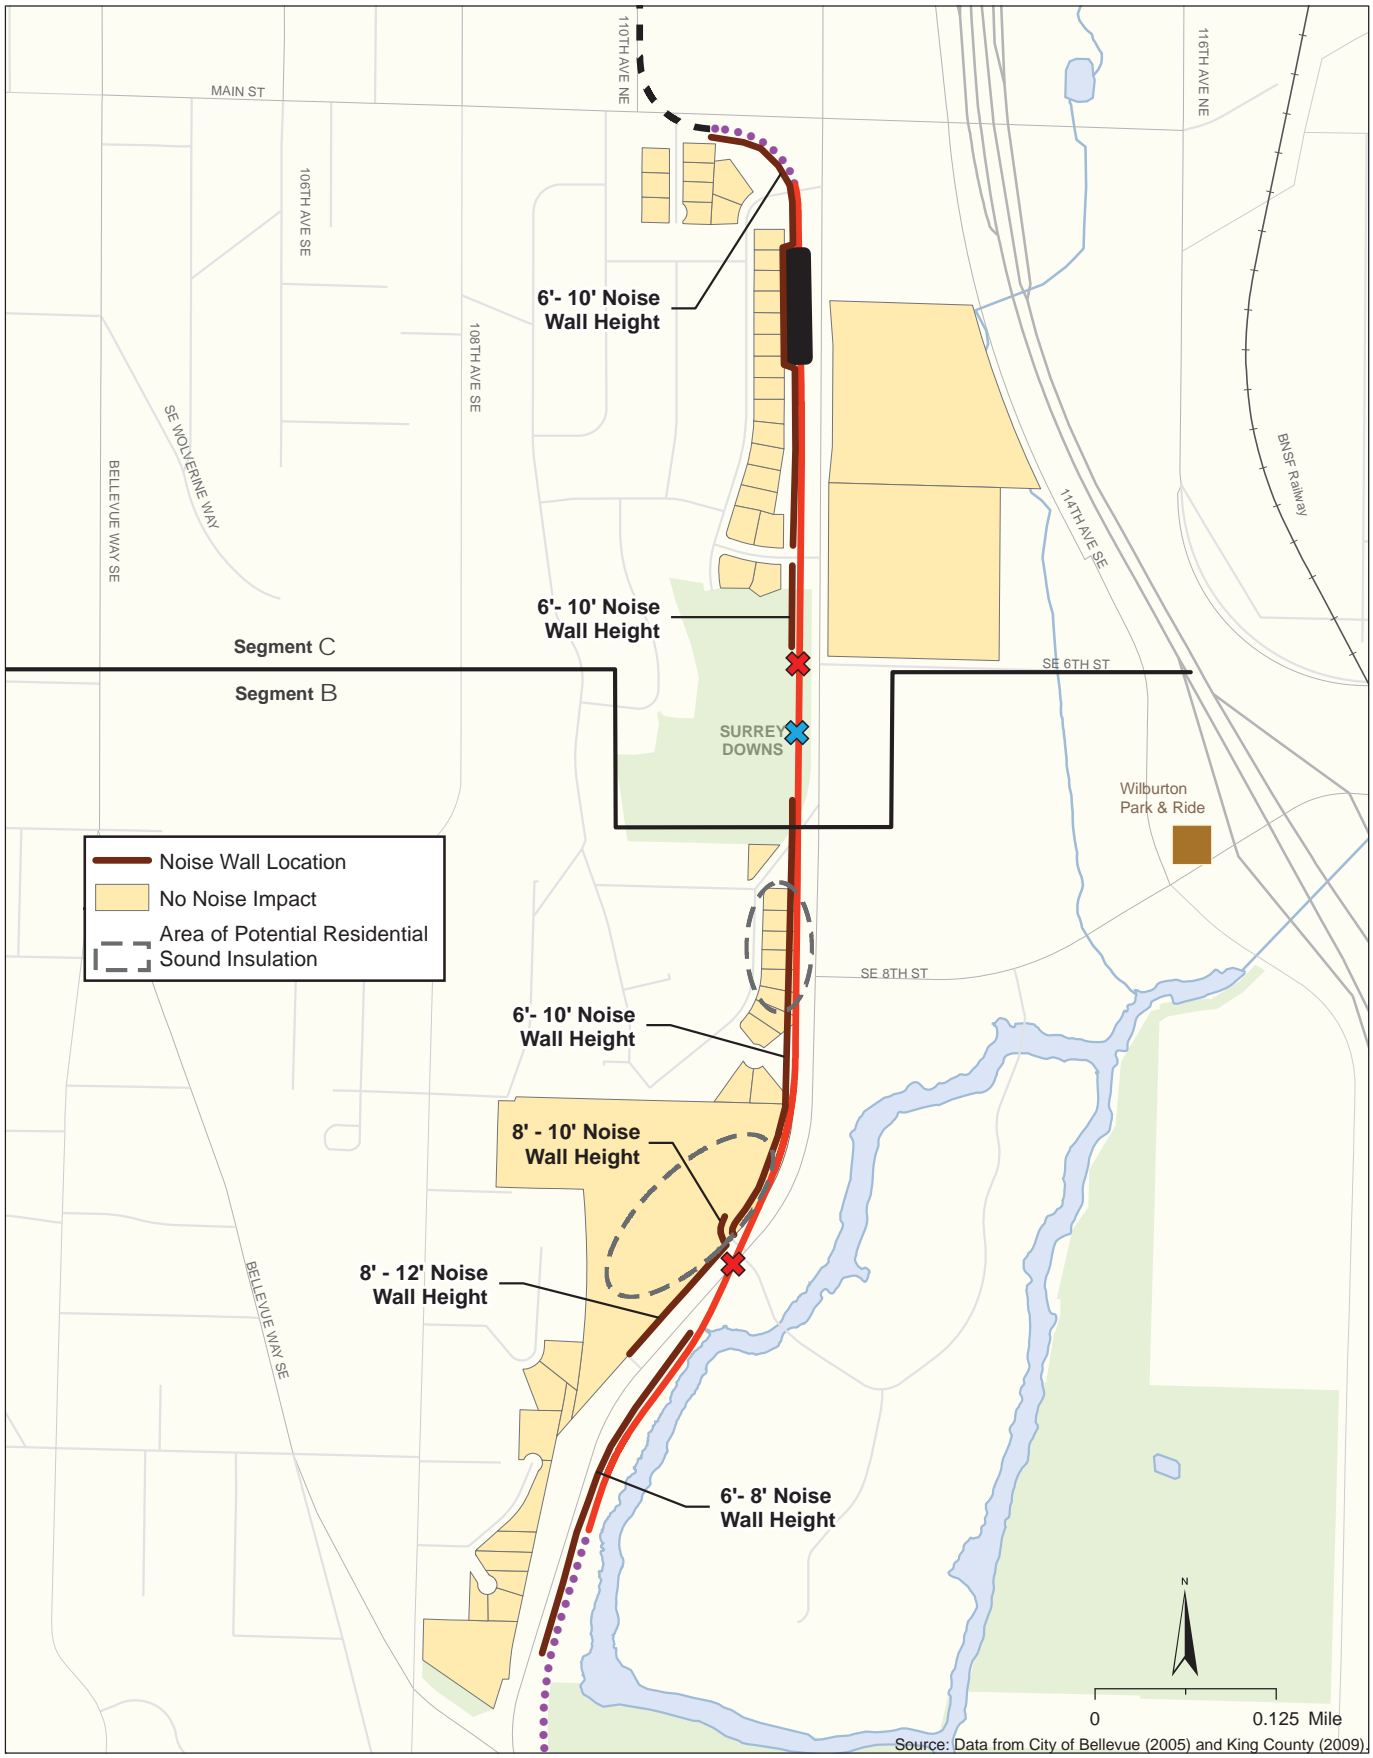 110TH AVE NE
116TH AVE NE
MAIN ST
106TH AVE SE
6'- 10' Noise
Wall Height
108TH AVE SE
SE WOLVERINE WAY
BELLEVUE WAY SE
BNSF Railway
114TH AVE SE
6'- 10' Noise
Wall Height
Segment C
SE 6TH ST
Segment B
SURREY
DOWNS
Wilburton
Park & Ride
Noise Wall Location
No Noise Impact
Area of Potential Residential
Sound Insulation
SE 8TH ST
6'- 10' Noise
Wall Height
8' - 10' Noise
Wall Height
8' - 12' Noise
Wall Height
BELLEVUE WAY SE
6'- 8' Noise
Wall Height
N
0 0.125 Mile
Source: Data from City of Bellevue (2005) and King County (2009).